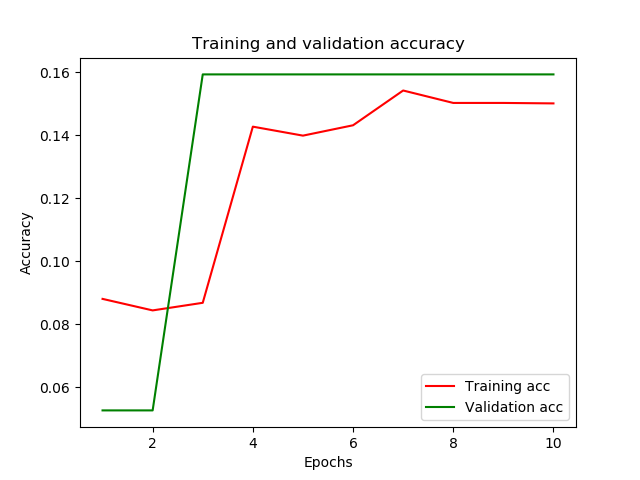 Training and validation accuracy
0.16
0.14
0.12
0.10
0.08
0.06
Accuracy
2
4
6
8
10
Epochs
Training acc
Validation acc